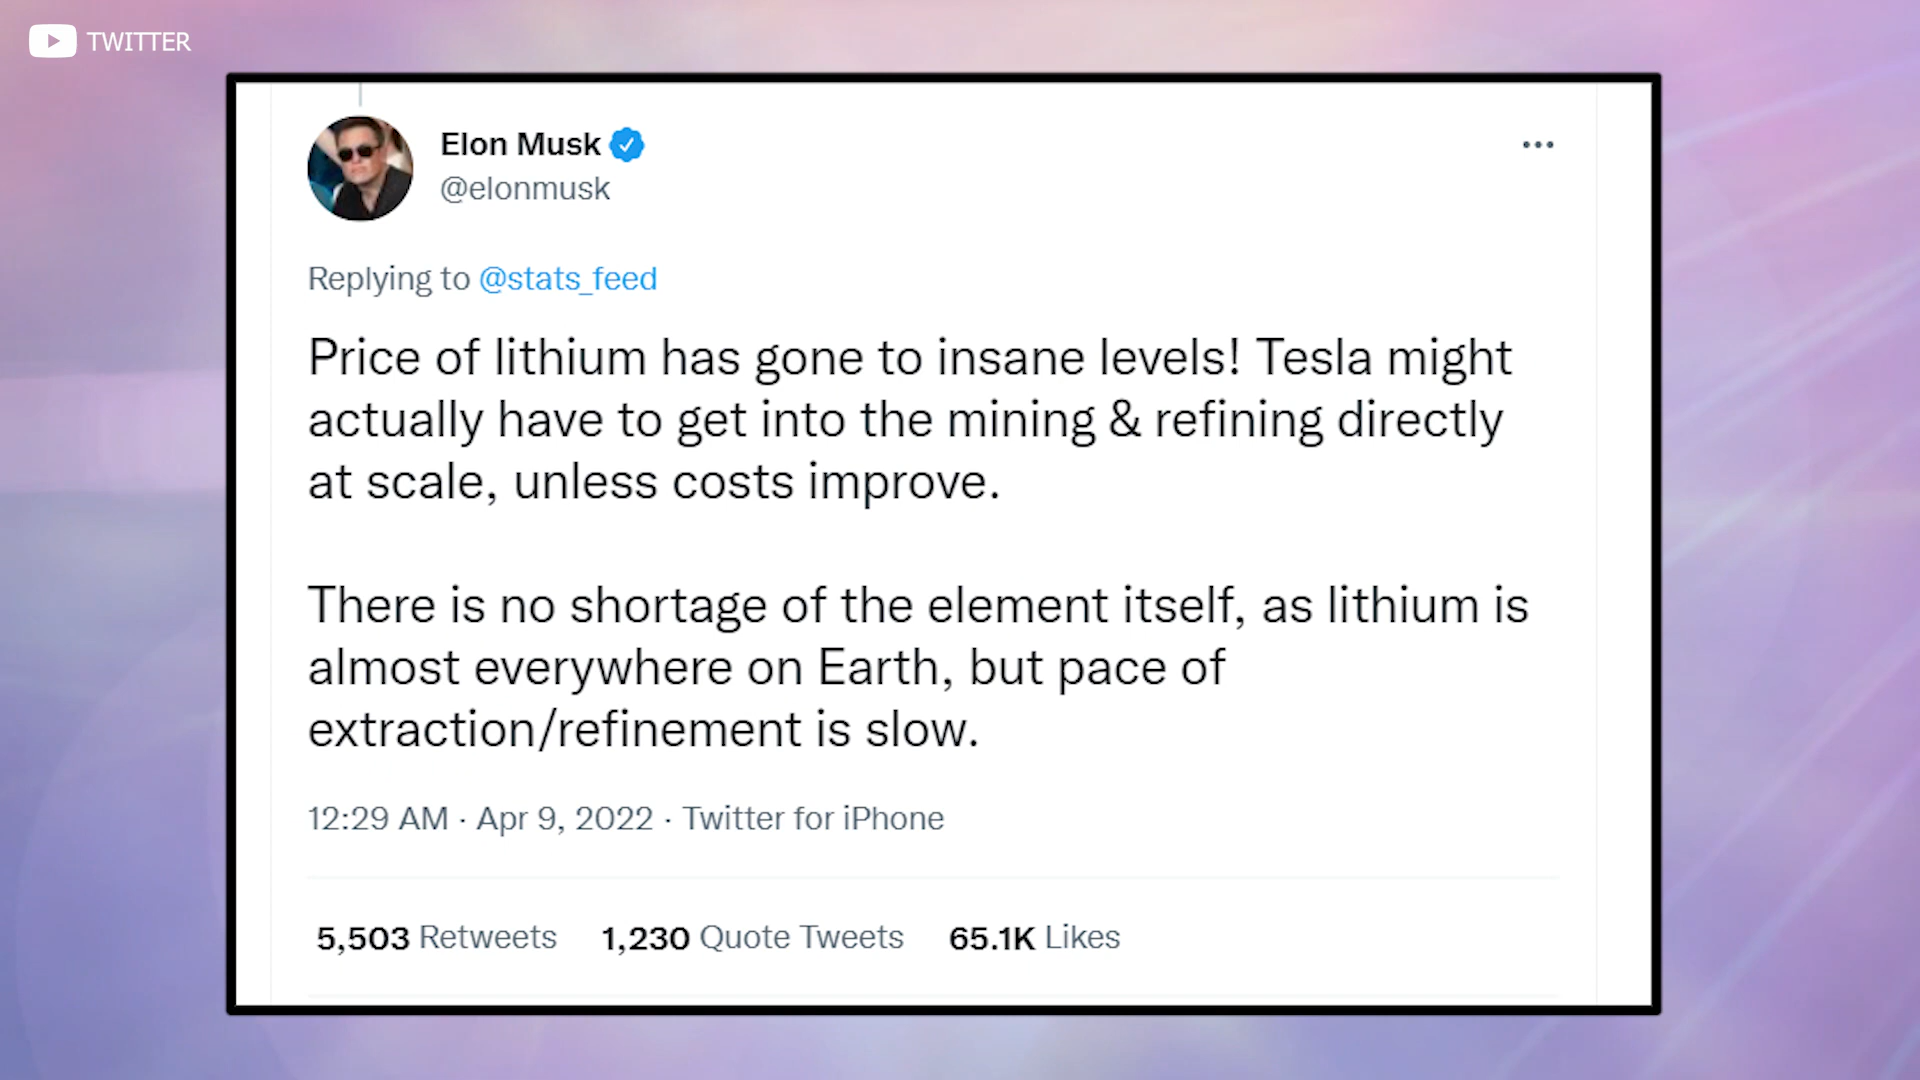 TWITTER
Elon Musk
@elonmusk
Replying to @stats_feed
Price of lithium has gone to insane levels! Tesla might
actually have to get into the mining & refining directly
at scale, unless costs improve.
There is no shortage of the element itself, as lithium is
almost everywhere on Earth, but pace of
extraction/refinement is slow.
12:29 AM · Apr 9, 2022 · Twitter for iPhone
5,503 Retweets 1,230 Quote Tweets 65.1K Likes